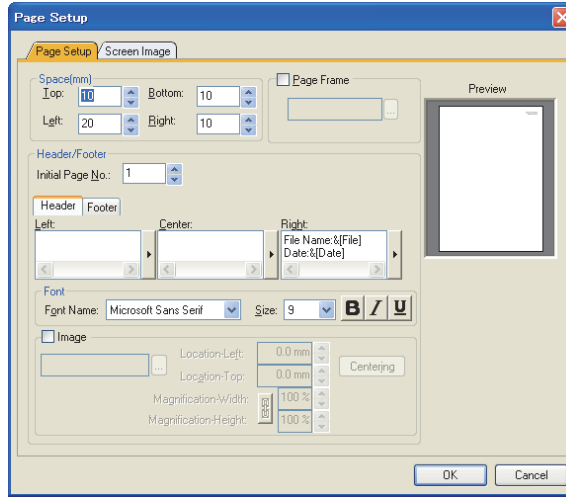 Page Setup
Page Setup Screen Image
Space(mm)
Top: 10 Bottom: 10
Left: 20 Right: 10
Page Frame
...
Preview
Header/Footer
Initial Page No.: 1
Header Footer
Left: Center: Right:
File Name:&[File]
Date:&[Date]
Font
Font Name: Microsoft Sans Serif Size: 9 B I U
Image
... Location-Left: 0.0 mm
Location-Top: 0.0 mm Centering
Magnification-Width: 100 %
Magnification-Height: 100 %
OK Cancel